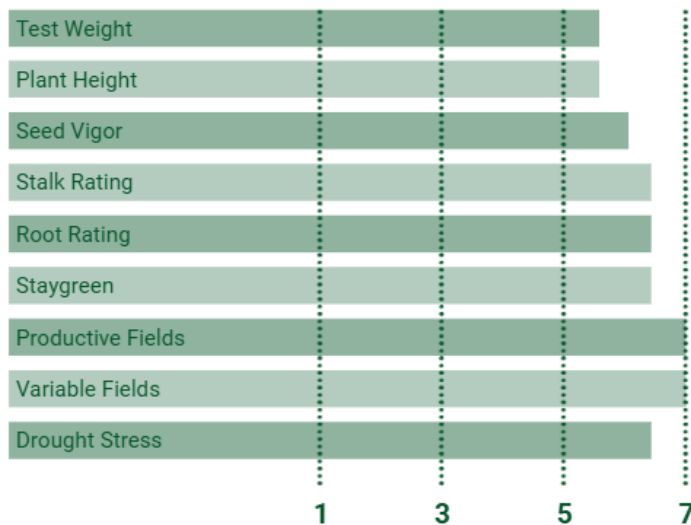 Test Weight
Plant Height
Seed Vigor
Stalk Rating
Root Rating
Staygreen
Productive Fields
Variable Fields
Drought Stress
1 3 5 7